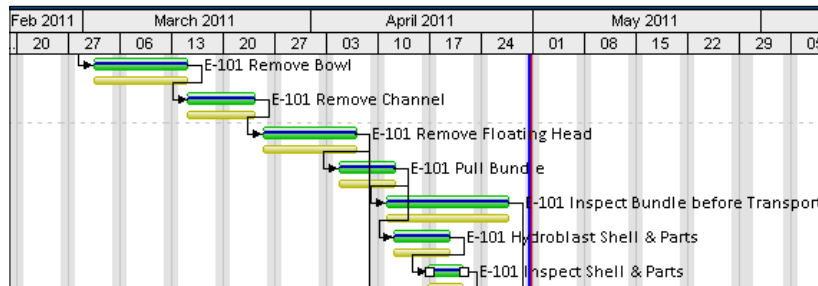 Feb 2011 March 2011 April 2011 May 2011
.. 20 27 06 13 20 27 03 10 17 24 01 08 15 22 29 05
E-101 Remove Bowl
E-101 Remove Channel
E-101 Remove Floating Head
E-101 Pull Bundle
E-101 Inspect Bundle before Transport
E-101 Hydroblast Shell & Parts
E-101 Inspect Shell & Parts